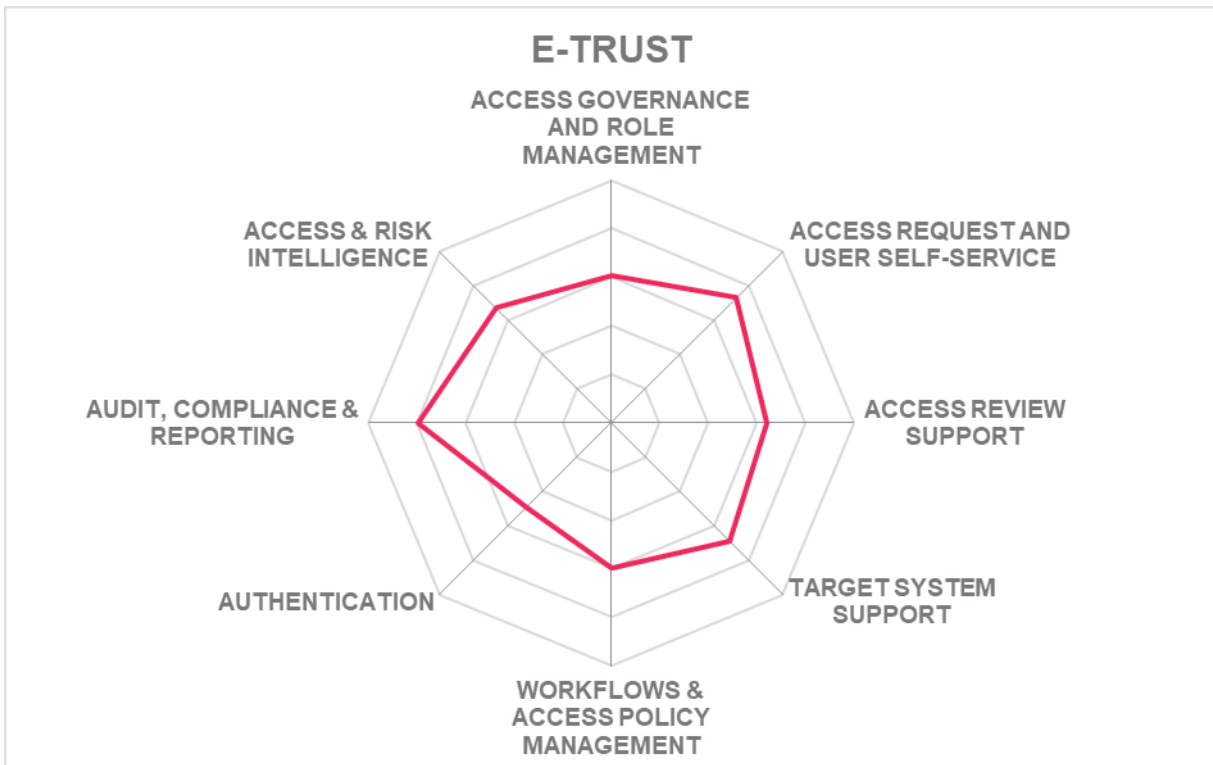 E-TRUST
ACCESS GOVERNANCE
AND ROLE
MANAGEMENT
ACCESS & RISK
INTELLIGENCE
ACCESS REQUEST AND
USER SELF-SERVICE
AUDIT, COMPLIANCE &
REPORTING
ACCESS REVIEW
SUPPORT
AUTHENTICATION
TARGET SYSTEM
SUPPORT
WORKFLOWS &
ACCESS POLICY
MANAGEMENT